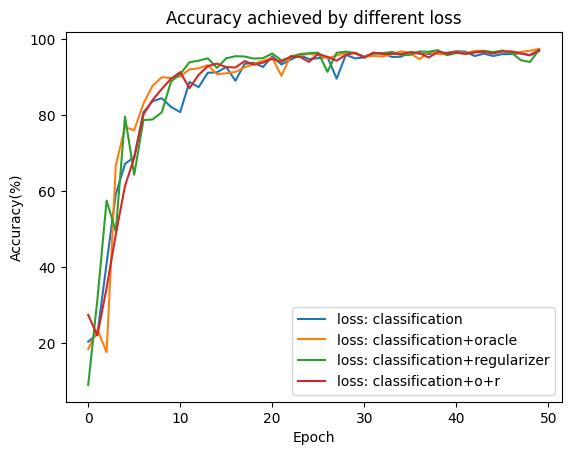 Accuracy achieved by different loss
Accuracy(%)
100
80
60
40
20
0
10
20
30
40
50
Epoch
loss: classification
loss: classification+oracle
loss: classification+regularizer
loss: classification+o+r